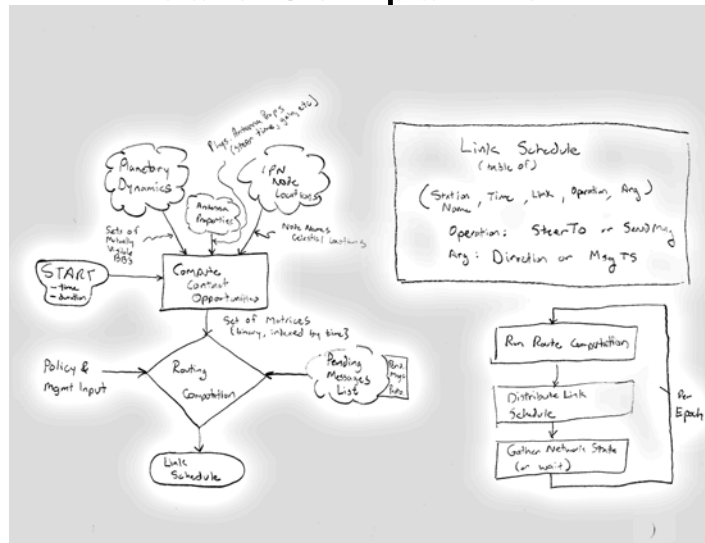 Phys. Antenna Props
(steer time, gain, etc)
Planetary
Dynamics
Antenna
Properties
IPN
Node
Locations
Sets of
Mutually
Visible
Node Names
Celestial Locations
START
- time
- duration
Compute
Contact
Opportunities
Set of Matrices
(binary, indexed by time)
Policy &
Mgmt Input
Routing
Computation
Pending
Messages
List
Pend.
Msgs
Link
Schedule
Link Schedule
(table of)
(Station Name, Time, Link, Operation, Arg)
Operation: SteerTo or SendMsg
Arg: Direction or MsgTS
Run Route Computation
Distribute Link
Schedule
Gather Network State
(or wait)
Per
Epoch
)